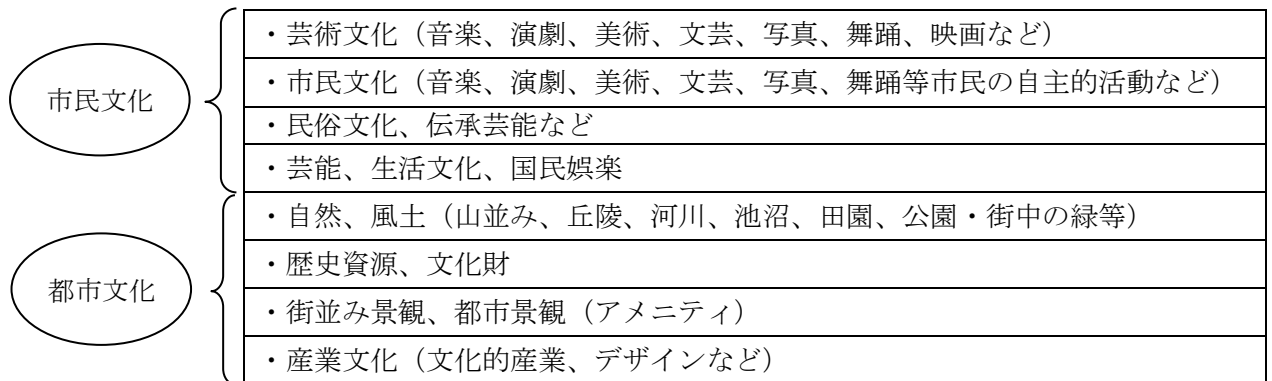 市民文化
・芸術文化（音楽、演劇、美術、文芸、写真、舞踊、映画など）
・市民文化（音楽、演劇、美術、文芸、写真、舞踊等市民の自主的活動など）
・民俗文化、伝承芸能など
・芸能、生活文化、国民娯楽
都市文化
・自然、風土（山並み、丘陵、河川、池沼、田園、公園・街中の緑等）
・歴史資源、文化財
・街並み景観、都市景観（アメニティ）
・産業文化（文化的産業、デザインなど）